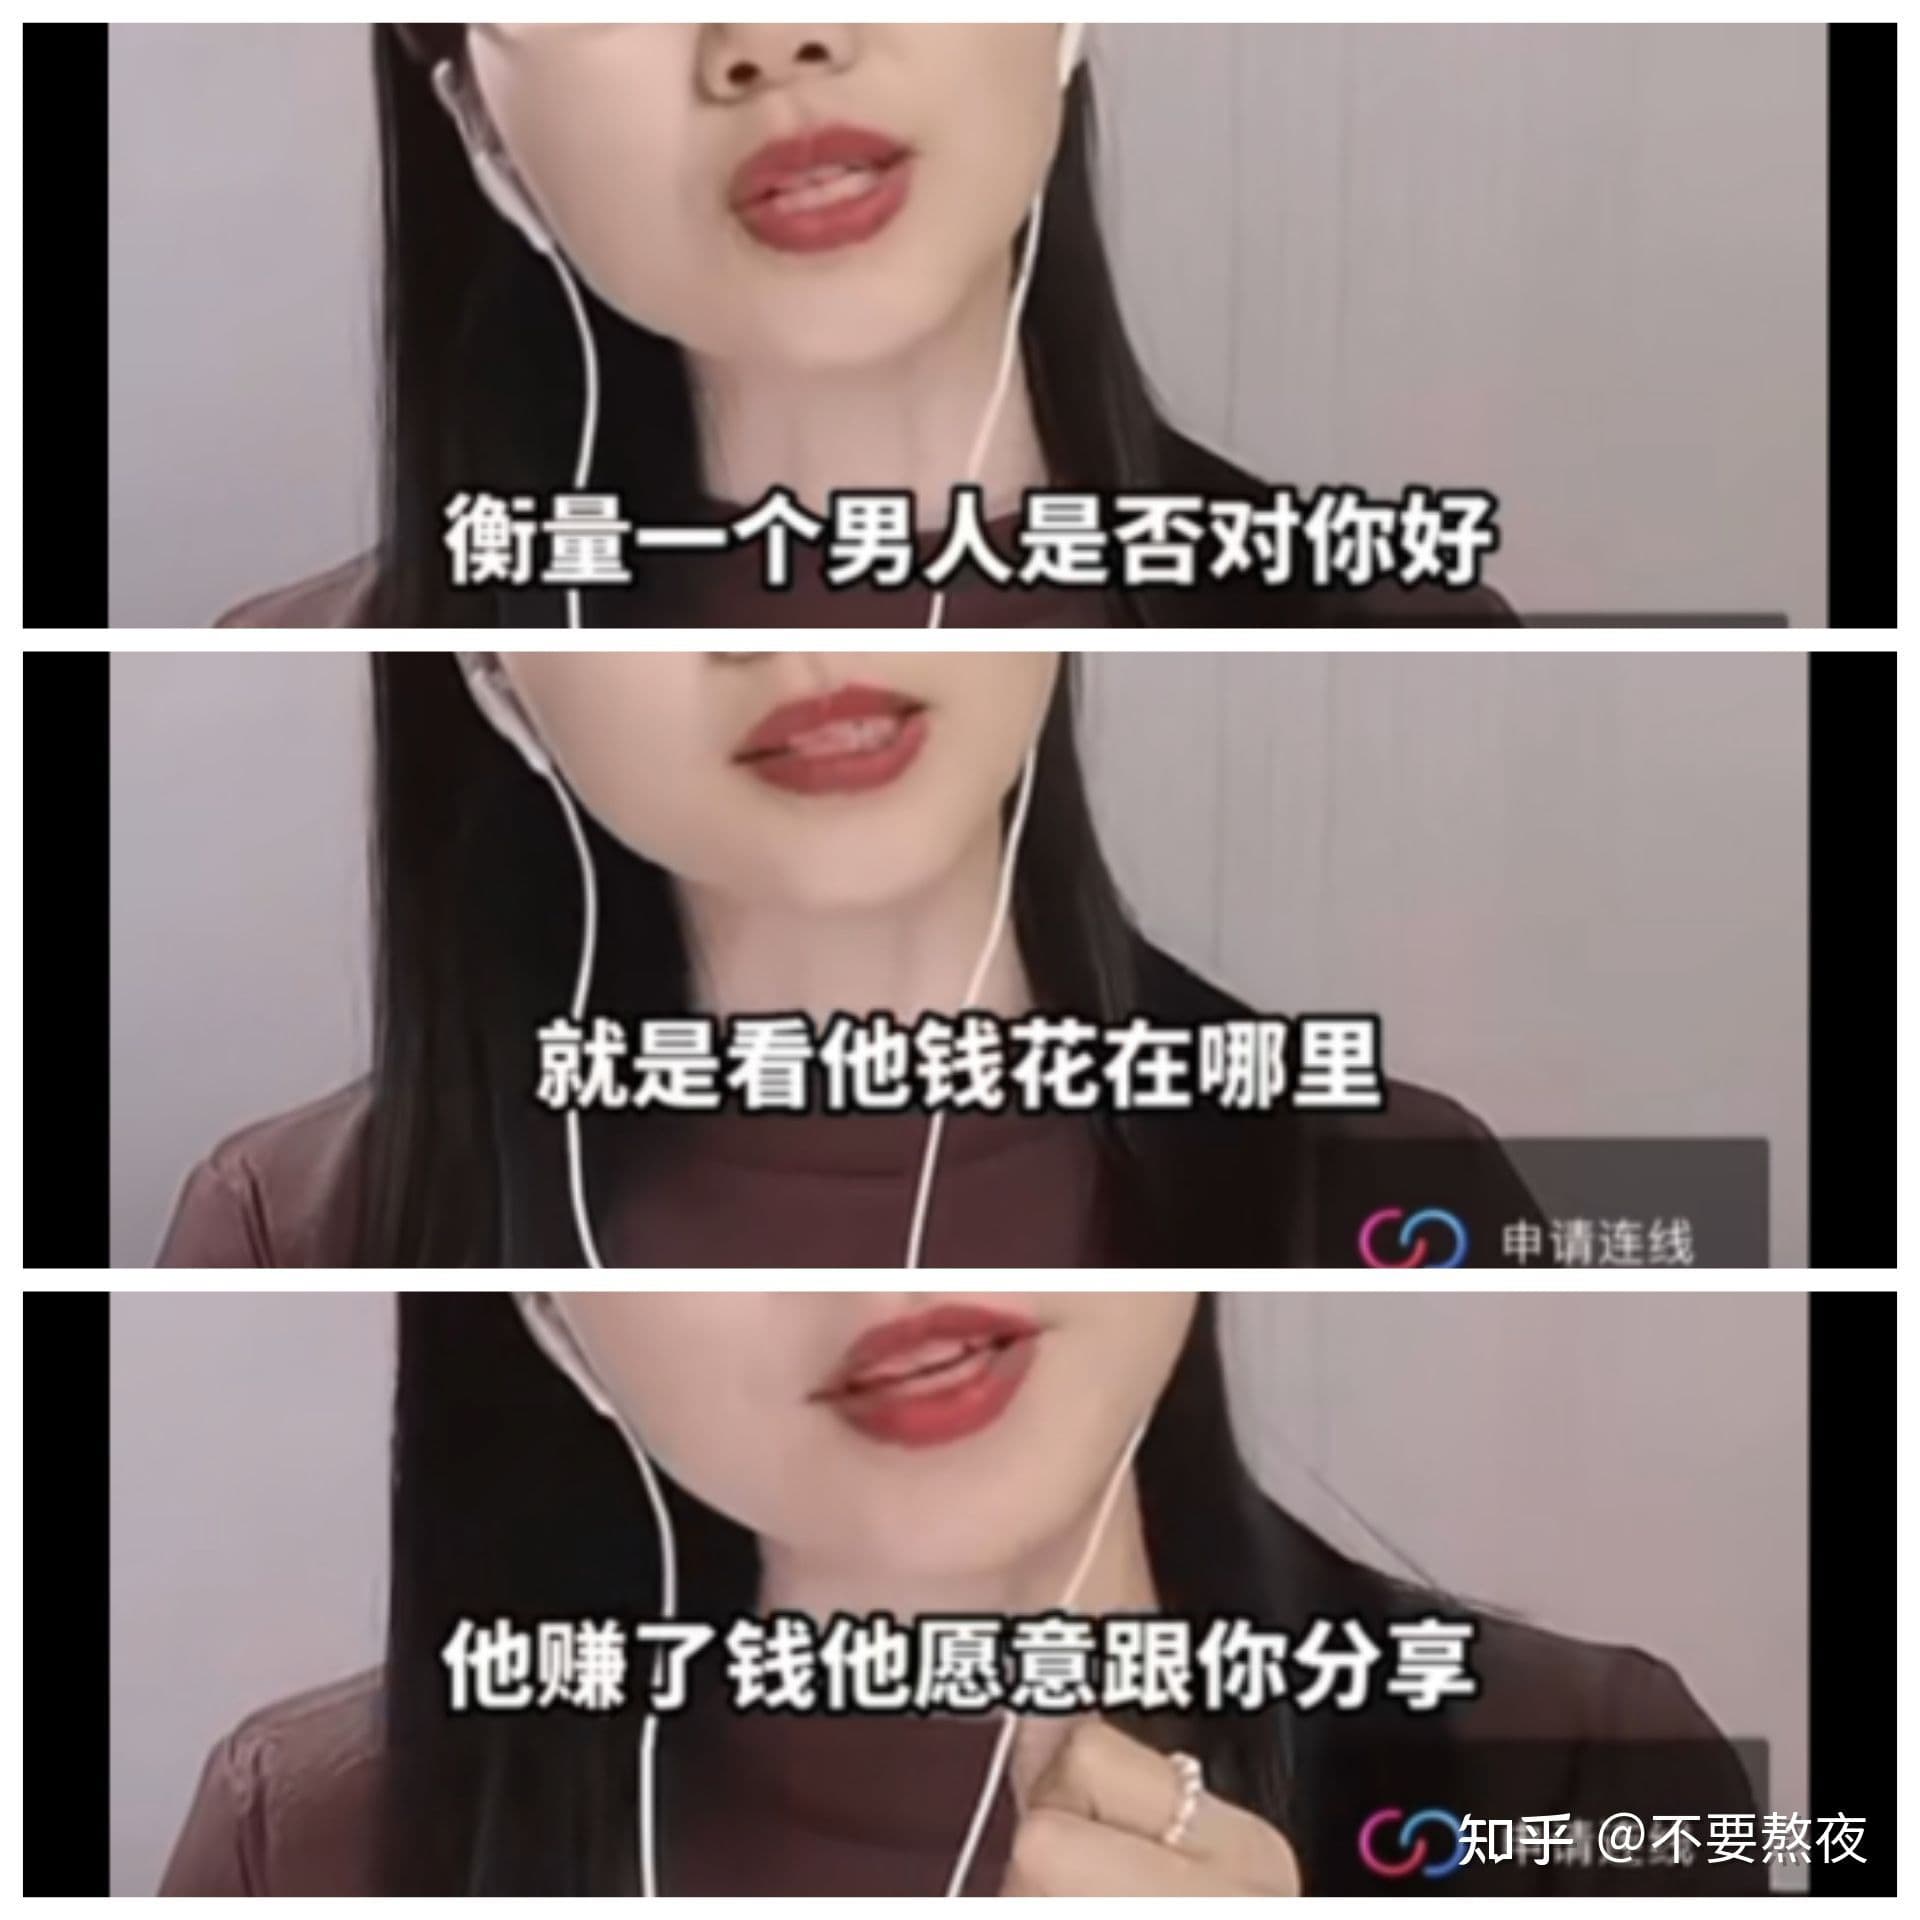 衡量一个男人是否对你好
就是看他钱花在哪里
申请连线
他赚了钱他愿意跟你分享
知乎 @不要熬夜